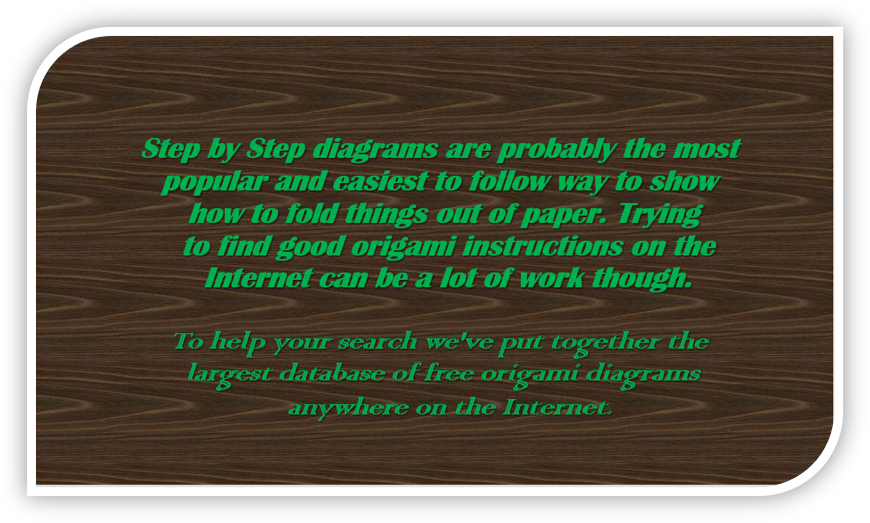 Step by Step diagrams are probably the most
popular and easiest to follow way to show
how to fold things out of paper. Trying
to find good origami instructions on the
Internet can be a lot of work though.
To help your search we've put together the
largest database of free origami diagrams
anywhere on the Internet.